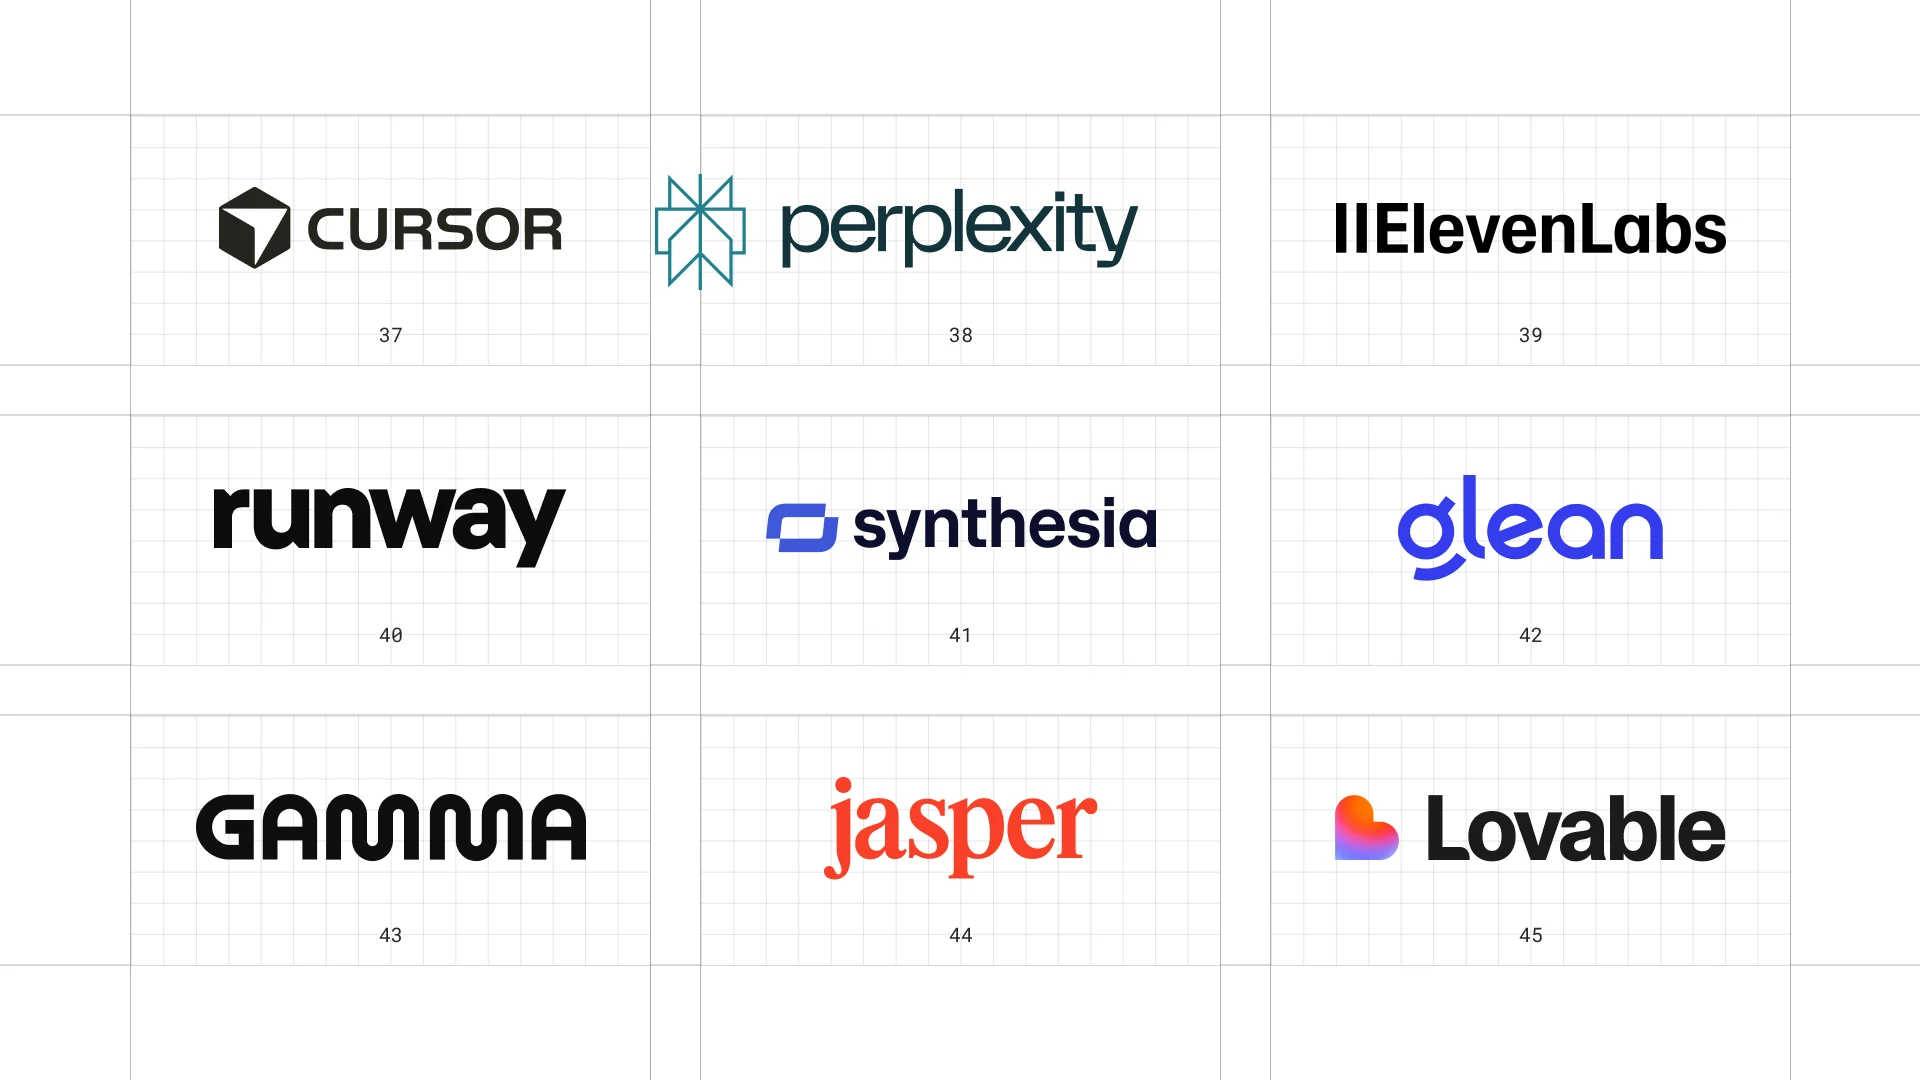 CURSOR
perplexity
IIElevenLabs
37
38
39
runway
synthesia
glean
40
41
42
GAMMA
jasper
Lovable
43
44
45